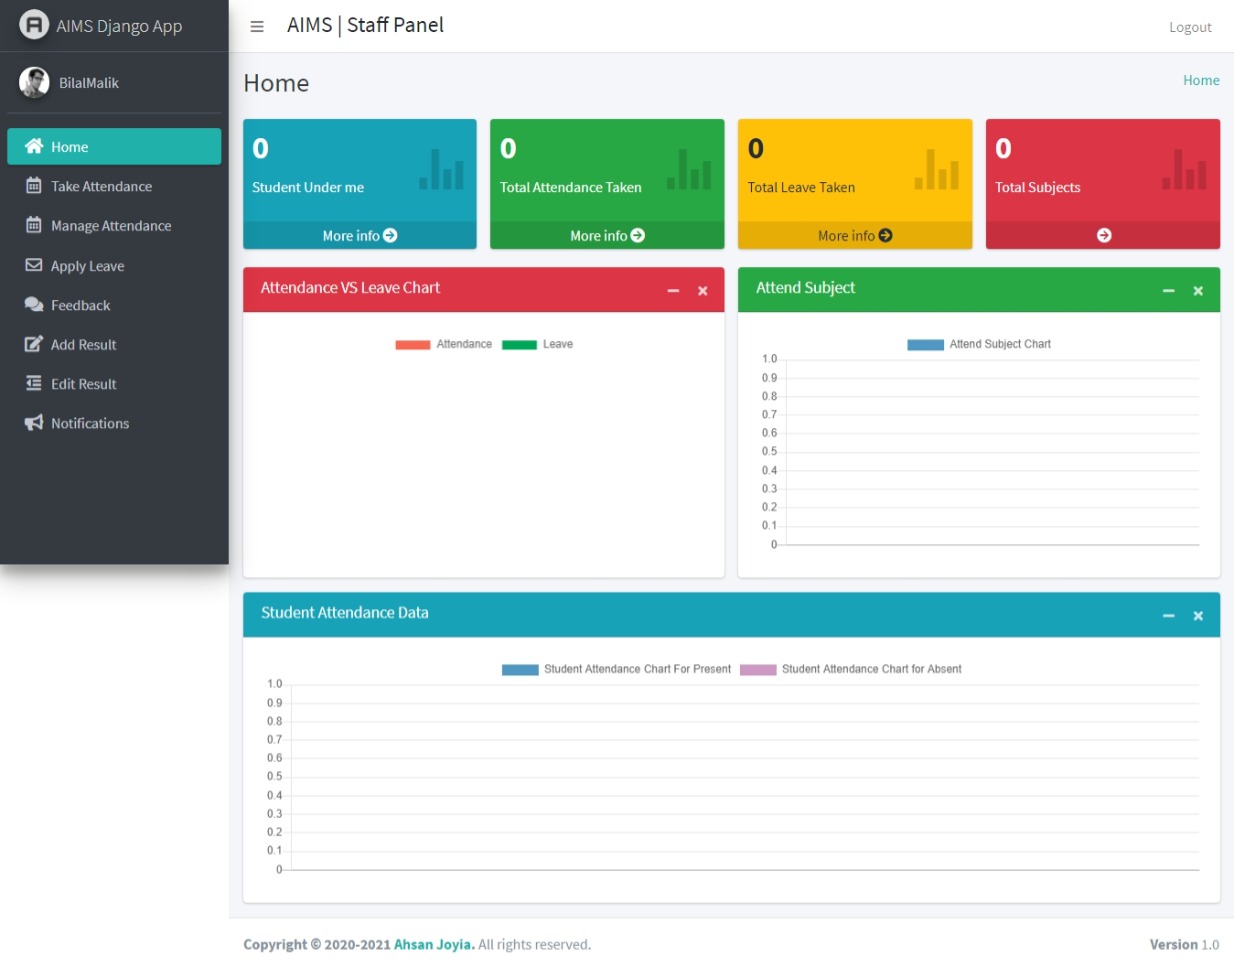 AIMS Django App
AIMS | Staff Panel
Logout
BilalMalik
Home
Take Attendance
Manage Attendance
Apply Leave
Feedback
Add Result
Edit Result
Notifications
Home
Home
0
Student Under me
More info
0
Total Attendance Taken
More info
0
Total Leave Taken
More info
0
Total Subjects
Attendance VS Leave Chart
Attendance Leave
Attend Subject
Attend Subject Chart
1.0
0.9
0.8
0.7
0.6
0.5
0.4
0.3
0.2
0.1
0
Student Attendance Data
Student Attendance Chart For Present Student Attendance Chart for Absent
1.0
0.9
0.8
0.7
0.6
0.5
0.4
0.3
0.2
0.1
0
Copyright © 2020-2021 Ahsan Joyia. All rights reserved.
Version 1.0